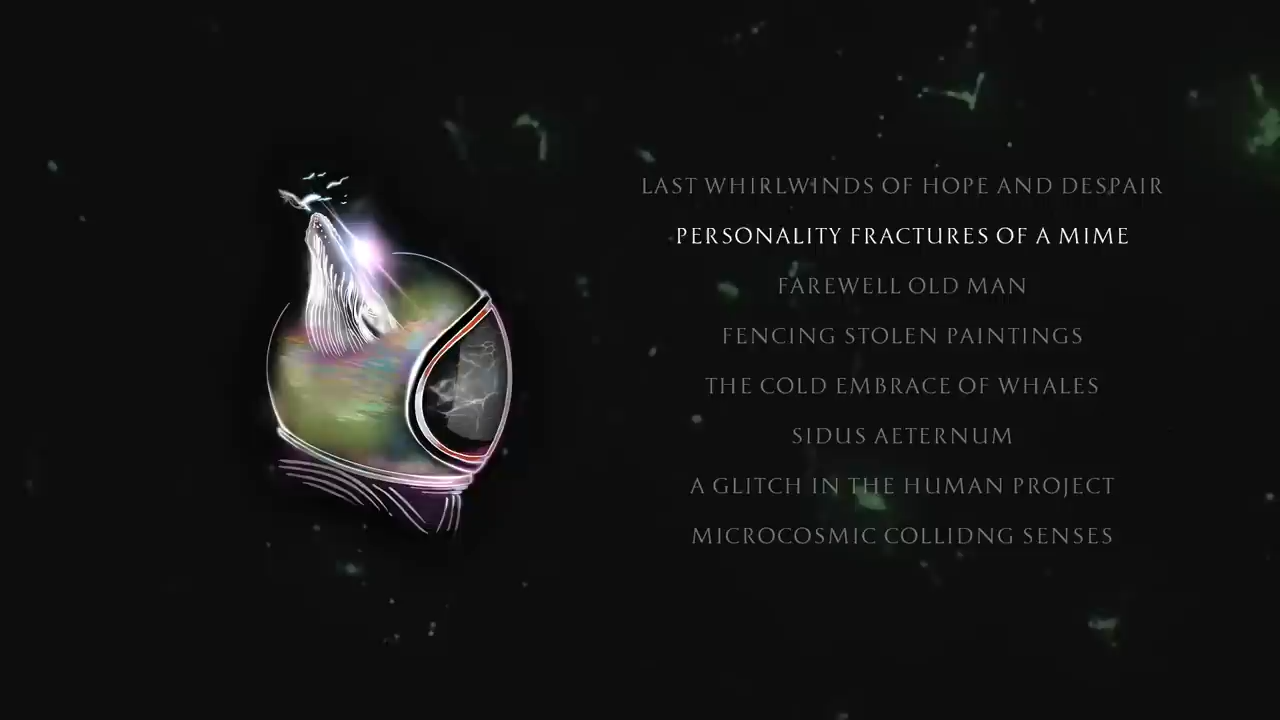 LAST WHIRLWINDS OF HOPE AND DESPAIR
PERSONALITY FRACTURES OF A MIME
FAREWELL OLD MAN
FENCING STOLEN PAINTINGS
THE COLD EMBRACE OF WHALES
SIDUS AETERNUM
A GLITCH IN THE HUMAN PROJECT
MICROCOSMIC COLLIDNG SENSES